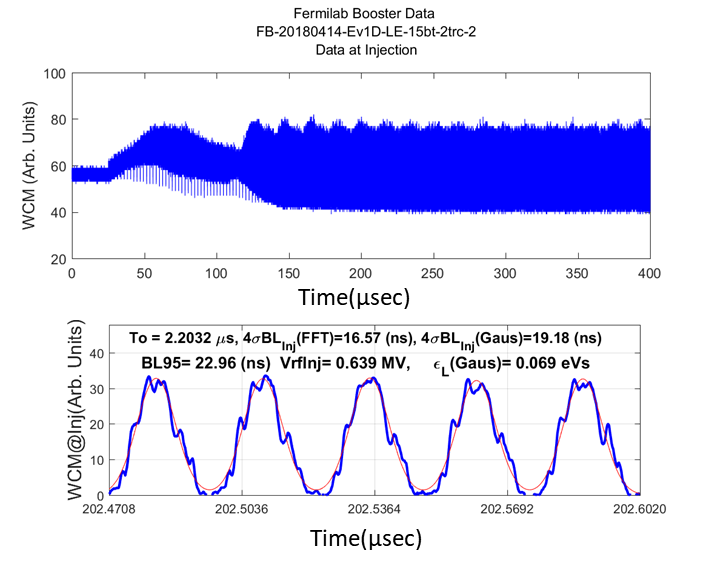 Fermilab Booster Data
FB-20180414-Ev1D-LE-15bt-2trc-2
Data at Injection
WCM (Arb. Units)
100
80
60
40
20
0 50 100 150 200 250 300 350 400
Time(μsec)
WCM@Inj(Arb. Units)
To = 2.2032 μs, 4σBL_Inj(FFT)=16.57 (ns), 4σBL_Inj(Gaus)=19.18 (ns)
BL95= 22.96 (ns) VrfInj= 0.639 MV, ϵ_L(Gaus)= 0.069 eVs
40
30
20
10
0
202.4708 202.5036 202.5364 202.5692 202.6020
Time(μsec)